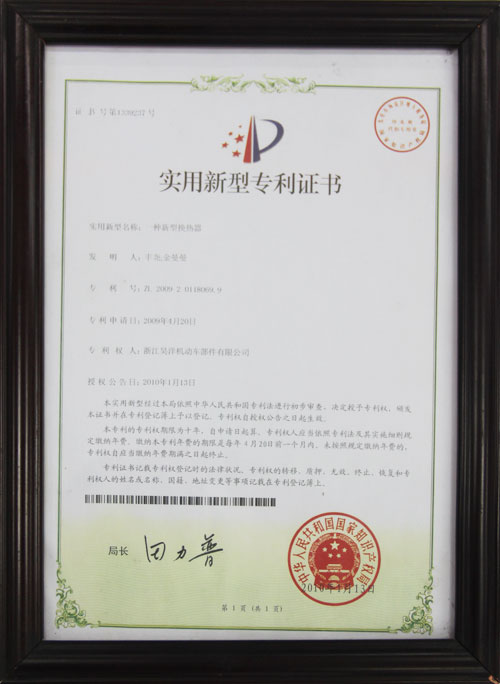 证 书 号 第1339237号
实用新型专利证书
实用新型名称：一种新型换热器
发 明 人：丰尧;金曼曼
专 利 号：ZL 2009 2 0118069.9
专利申请日：2009年4月20日
专 利 权 人：浙江昊洋机动车部件有限公司
授权公告日：2010年1月13日
本实用新型经过本局依照中华人民共和国专利法进行初步审查，决定授予专利权，颁发
本证书并在专利登记簿上予以登记。专利权自授权公告之日起生效。
本专利的专利权期限为十年，自申请日起算。专利权人应当依照专利法及其实施细则规
定缴纳年费。缴纳本专利年费的期限是每年 4 月20日前一个月内。未按照规定缴纳年费的，
专利权自应当缴纳年费期满之日起终止。
专利证书记载专利权登记时的法律状况。专利权的转移、质押、无效、终止、恢复和专利
权人的姓名或名称、国籍、地址变更等事项记载在专利登记簿上。
局长 田力普
中华人民共和国国家知识产权局
2010年1月13日
第 1 页 (共 1 页)